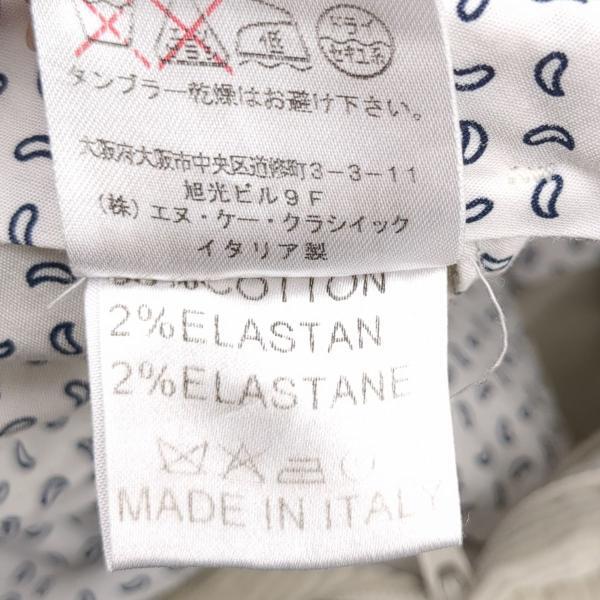 低
ドライ
セキユ系
タンブラー乾燥はお避け下さい。
大阪府大阪市中央区道修町3-3-11
旭光ビル9F
(株)エヌ・ケー・クラシイック
イタリア製
%COTTON
2%ELASTAN
2%ELASTANE
MADE IN ITALY